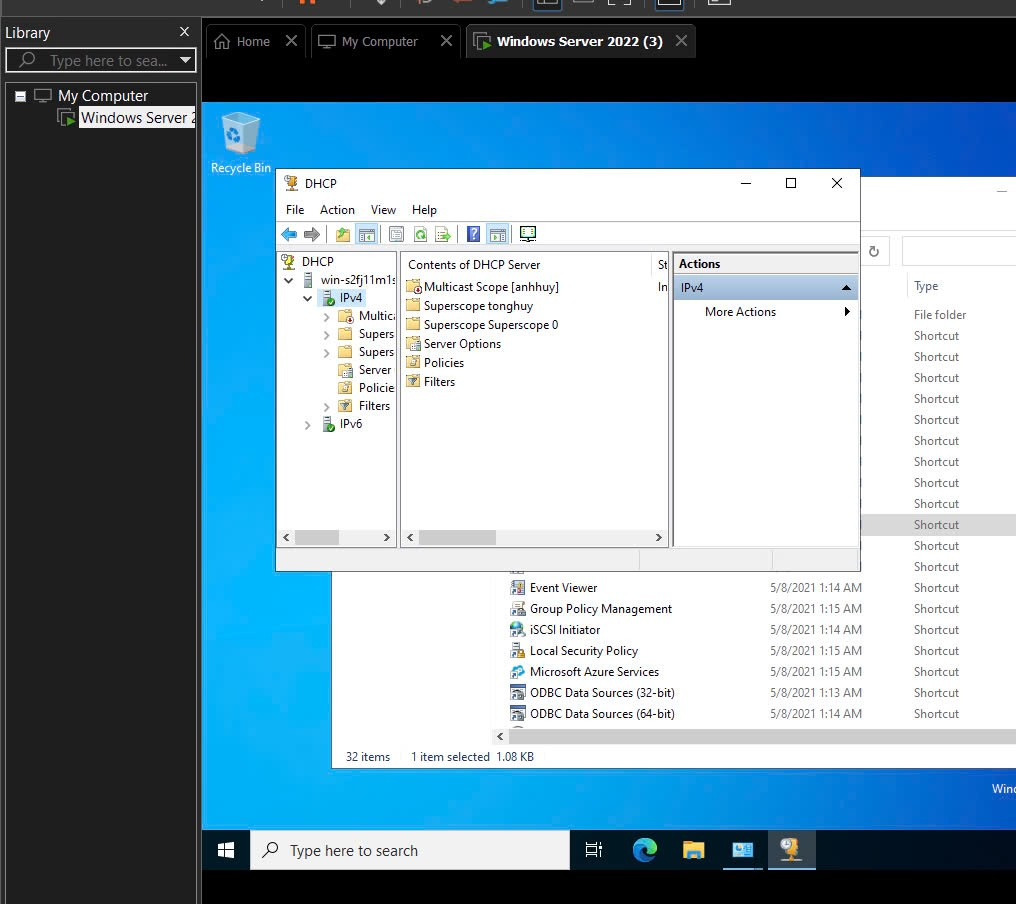 Library
Type here to sea...
My Computer
Windows Server 2
Home
My Computer
Windows Server 2022 (3)
Recycle Bin
DHCP
File Action View Help
DHCP
win-s2fj11m1s
IPv4
Multica
Supers
Supers
Server
Policie
Filters
IPv6
Contents of DHCP Server St
Multicast Scope [anhhuy] In
Superscope tonghuy
Superscope Superscope 0
Server Options
Policies
Filters
Actions
IPv4
More Actions
Type
File folder
Shortcut
Shortcut
Shortcut
Shortcut
Shortcut
Shortcut
Shortcut
Shortcut
Shortcut
Shortcut
Shortcut
Shortcut
Event Viewer 5/8/2021 1:14 AM Shortcut
Group Policy Management 5/8/2021 1:15 AM Shortcut
iSCSI Initiator 5/8/2021 1:14 AM Shortcut
Local Security Policy 5/8/2021 1:15 AM Shortcut
Microsoft Azure Services 5/8/2021 1:15 AM Shortcut
ODBC Data Sources (32-bit) 5/8/2021 1:13 AM Shortcut
ODBC Data Sources (64-bit) 5/8/2021 1:14 AM Shortcut
32 items 1 item selected 1.08 KB
Wind
Type here to search